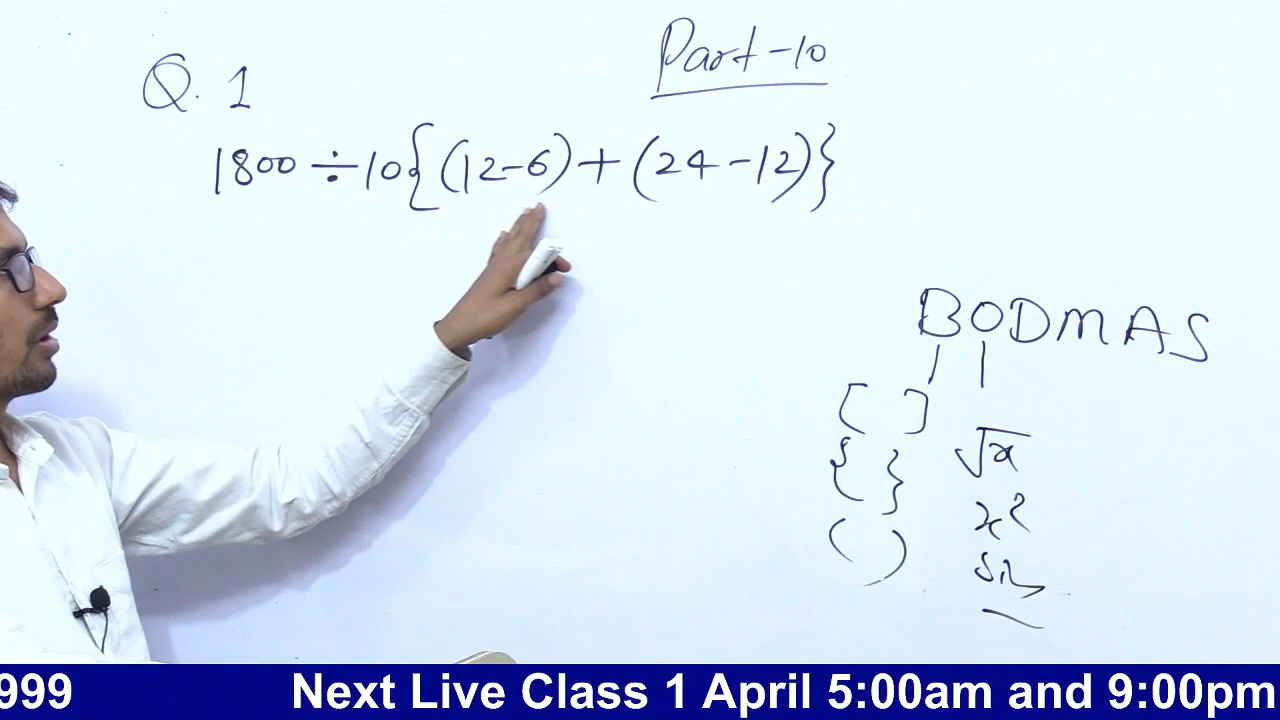 Part-10
Q. 1
1800 ÷ 10{(12-6)+(24-12)}
BODMAS
[ ]
√x
{ }
x²
( )
999 Next Live Class 1 April 5:00am and 9:00pm